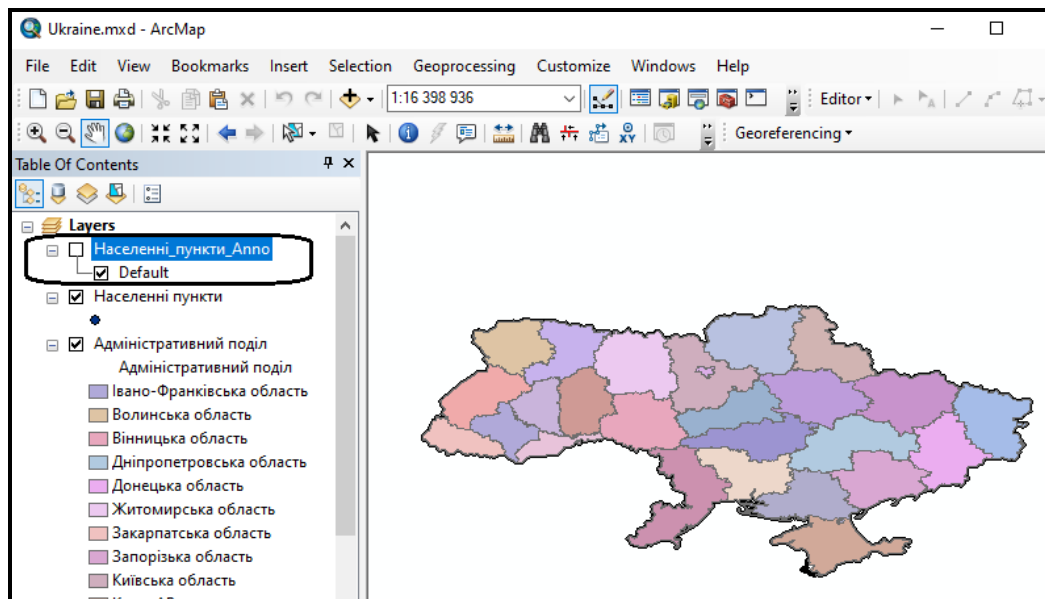 Ukraine.mxd - ArcMap
File Edit View Bookmarks Insert Selection Geoprocessing Customize Windows Help
1:16 398 936 Editor
Georeferencing
Table Of Contents
Layers
Населенні_пункти_Anno
Default
Населенні пункти
Адміністративний поділ
Адміністративний поділ
Івано-Франківська область
Волинська область
Вінницька область
Дніпропетровська область
Донецька область
Житомирська область
Закарпатська область
Запорізька область
Київська область